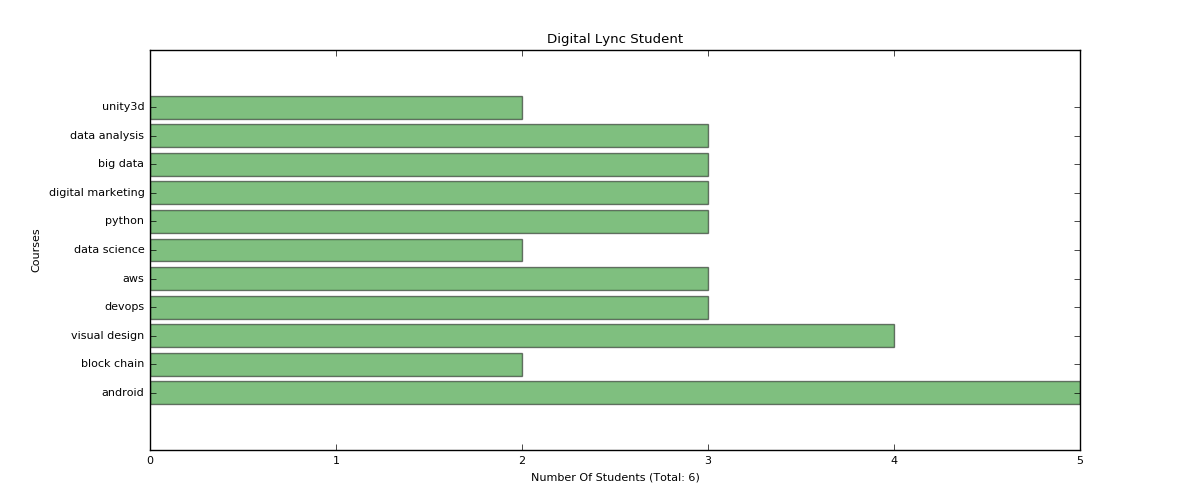 Digital Lync Student
unity3d
data analysis
big data
digital marketing
python
data science
aws
devops
visual design
block chain
android
Courses
0 1 2 3 4 5
Number Of Students (Total: 6)